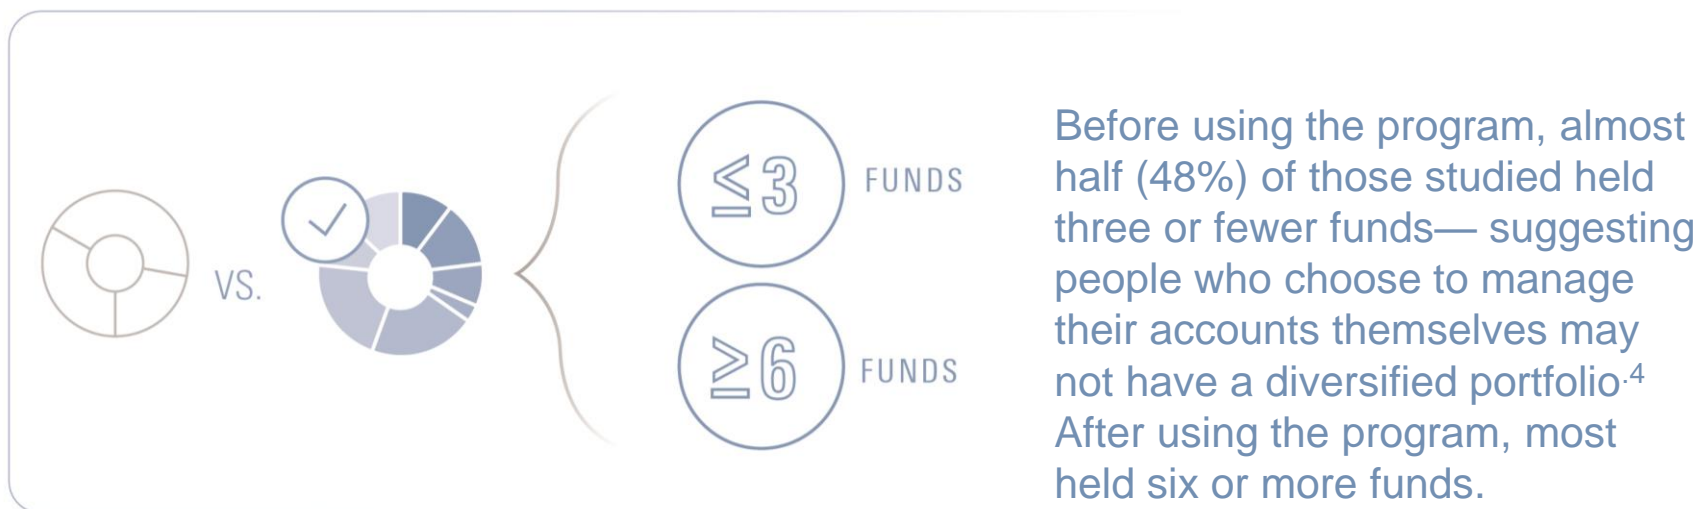 VS.
≤3 FUNDS
≥6 FUNDS
Before using the program, almost
half (48%) of those studied held
three or fewer funds— suggesting
people who choose to manage
their accounts themselves may
not have a diversified portfolio.4
After using the program, most
held six or more funds.